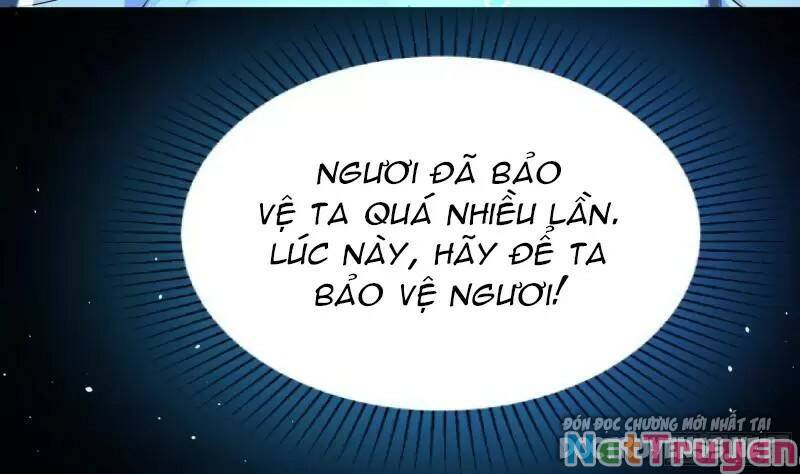 NGƯƠI ĐÃ BẢO
VỆ TA QUÁ NHIỀU LẦN.
LÚC NÀY, HÃY ĐỂ TA
BẢO VỆ NGƯƠI!
ĐÓN ĐỌC CHƯƠNG MỚI NHẤT TẠI
NetTruyen